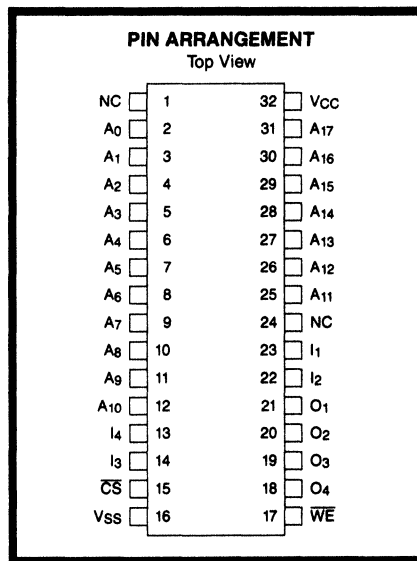 PIN ARRANGEMENT
Top View
NC 1 32 VCC
A0 2 31 A17
A1 3 30 A16
A2 4 29 A15
A3 5 28 A14
A4 6 27 A13
A5 7 26 A12
A6 8 25 A11
A7 9 24 NC
A8 10 23 I1
A9 11 22 I2
A10 12 21 O1
I4 13 20 O2
I3 14 19 O3
C̅S̅ 15 18 O4
VSS 16 17 W̅E̅